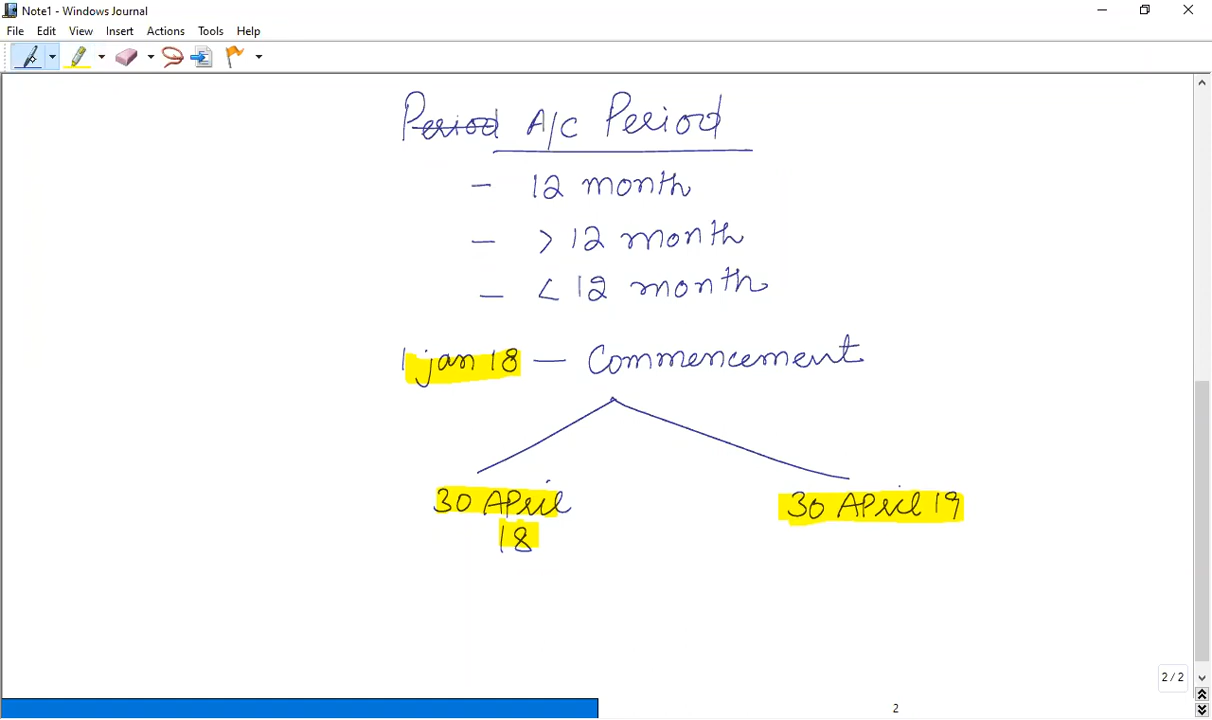 Note1 - Windows Journal
File Edit View Insert Actions Tools Help
Period A/C Period
- 12 month
- > 12 month
- < 12 month
1 jan 18 — Commencement
30 April 30 April 19
18
2 / 2
2